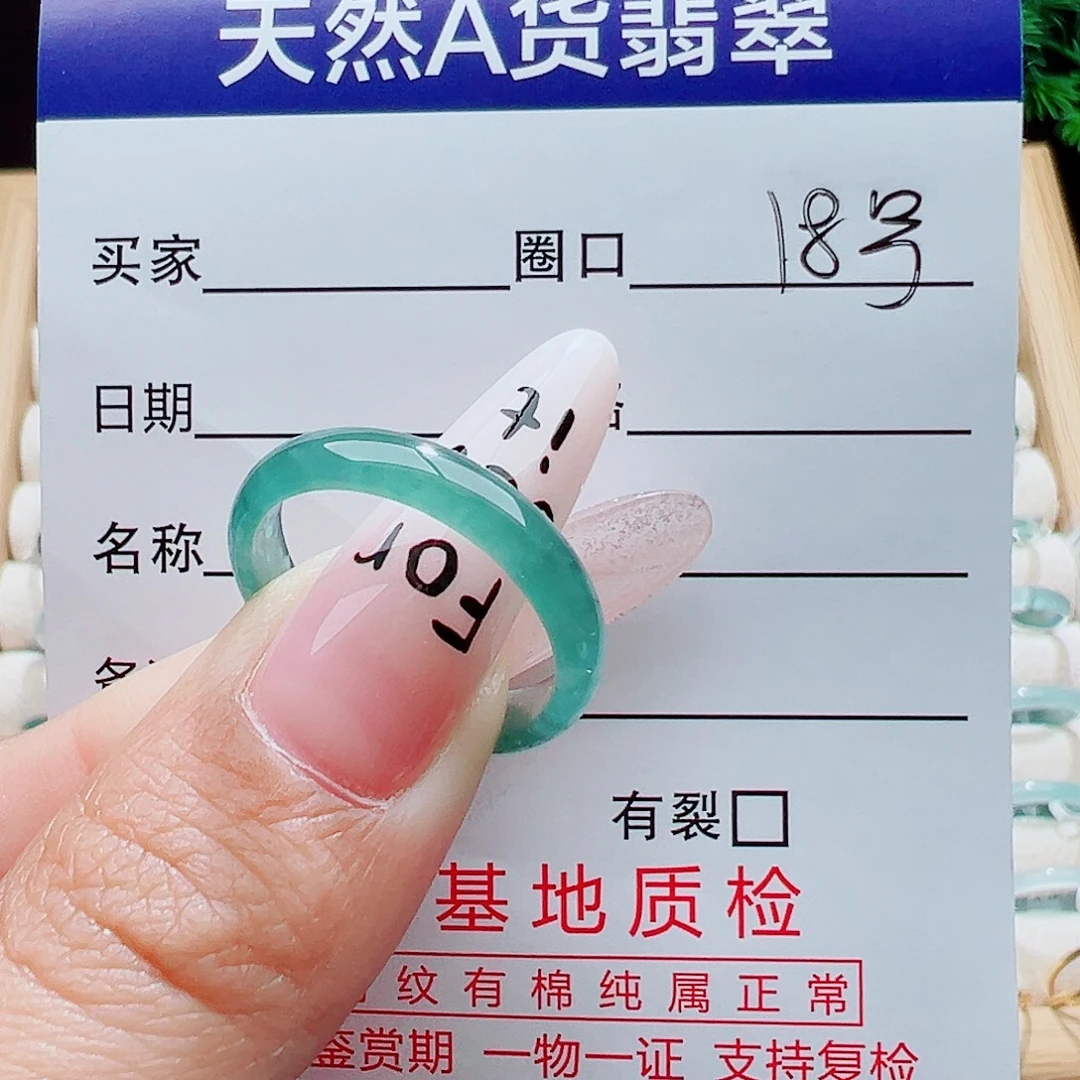 天然A货翡翠
买家 圈口 18号
日期
名称
有裂□
基地质检
纹有棉纯属正常
鉴赏期 一物一证 支持复检
For